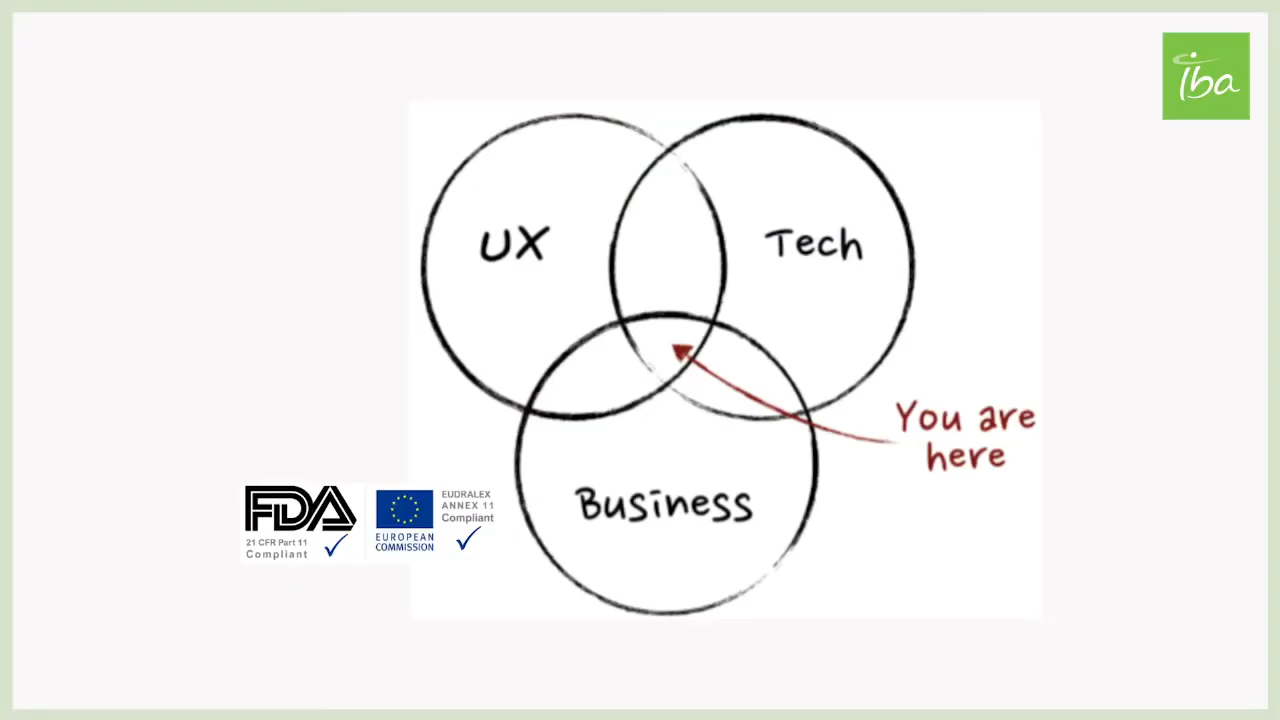 iba
UX
Tech
You are
here
Business
FDA
21 CFR Part 11
Compliant
EUROPEAN
COMMISSION
EUDRALEX
ANNEX 11
Compliant